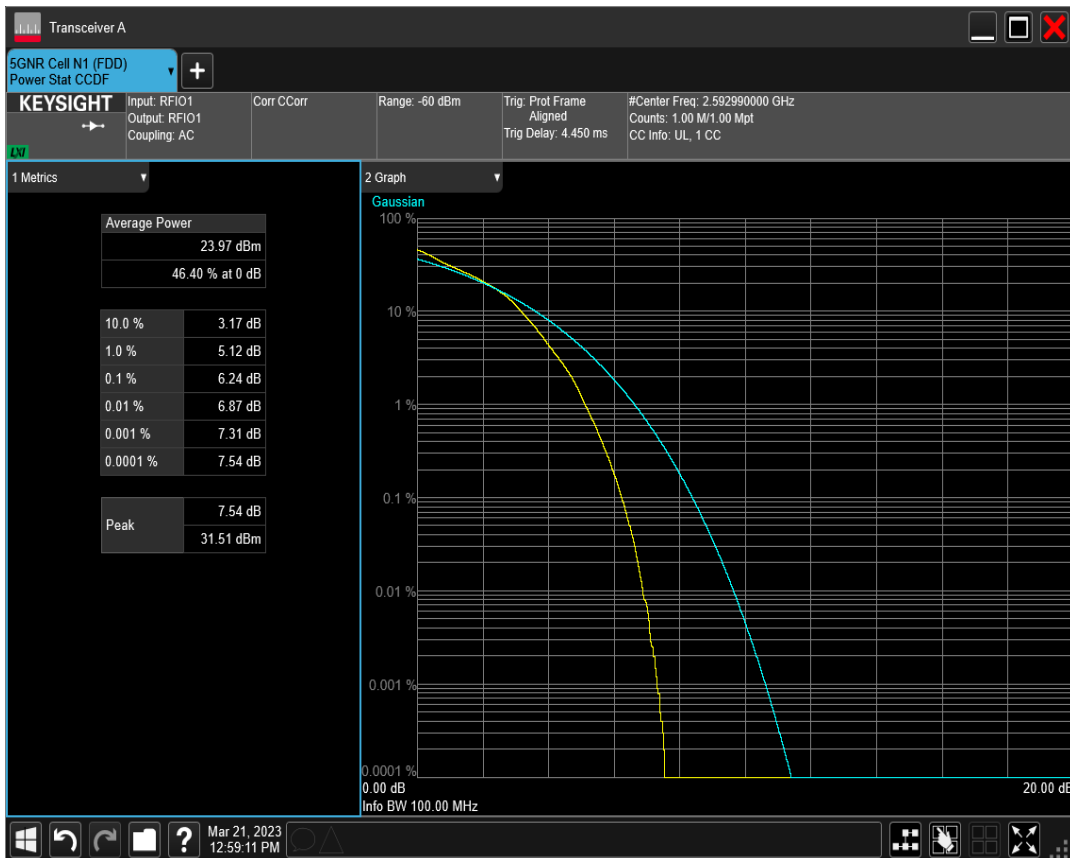 Transceiver A
5GNR Cell N1 (FDD)
Power Stat CCDF
+
KEYSIGHT
LXI
Input: RFIO1
Output: RFIO1
Coupling: AC
Corr CCorr
Range: -60 dBm
Trig: Prot Frame
Aligned
Trig Delay: 4.450 ms
#Center Freq: 2.592990000 GHz
Counts: 1.00 M/1.00 Mpt
CC Info: UL, 1 CC
1 Metrics
Average Power
23.97 dBm
46.40 % at 0 dB
10.0 % 3.17 dB
1.0 % 5.12 dB
0.1 % 6.24 dB
0.01 % 6.87 dB
0.001 % 7.31 dB
0.0001 % 7.54 dB
Peak
7.54 dB
31.51 dBm
2 Graph
Gaussian
100 %
10 %
1 %
0.1 %
0.01 %
0.001 %
0.0001 %
0.00 dB 20.00 dB
Info BW 100.00 MHz
?
Mar 21, 2023
12:59:11 PM